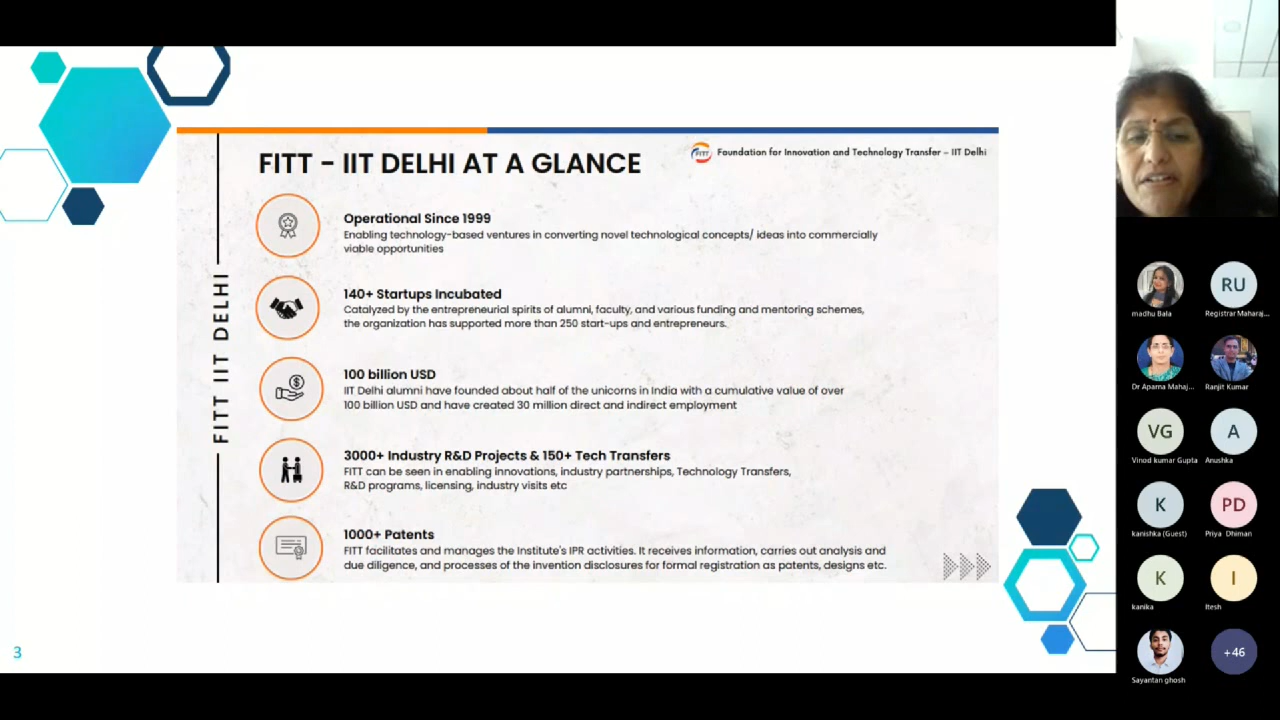 FITT - IIT DELHI AT A GLANCE
FITT Foundation for Innovation and Technology Transfer – IIT Delhi
FITT IIT DELHI
Operational Since 1999
Enabling technology-based ventures in converting novel technological concepts/ ideas into commercially
viable opportunities
140+ Startups Incubated
Catalyzed by the entrepreneurial spirits of alumni, faculty, and various funding and mentoring schemes,
the organization has supported more than 250 start-ups and entrepreneurs.
100 billion USD
IIT Delhi alumni have founded about half of the unicorns in India with a cumulative value of over
100 billion USD and have created 30 million direct and indirect employment
3000+ Industry R&D Projects & 150+ Tech Transfers
FITT can be seen in enabling innovations, industry partnerships, Technology Transfers,
R&D programs, licensing, industry visits etc
1000+ Patents
FITT facilitates and manages the Institute's IPR activities. It receives information, carries out analysis and
due diligence, and processes of the invention disclosures for formal registration as patents, designs etc.
3
madhu Bala
RU
Registrar Maharaj...
Dr Aparna Mahaj...
Ranjit Kumar
VG
Vinod kumar Gupta
A
Anushka
K
kanishka (Guest)
PD
Priya Dhiman
K
kanika
I
Itesh
Sayantan ghosh
+46